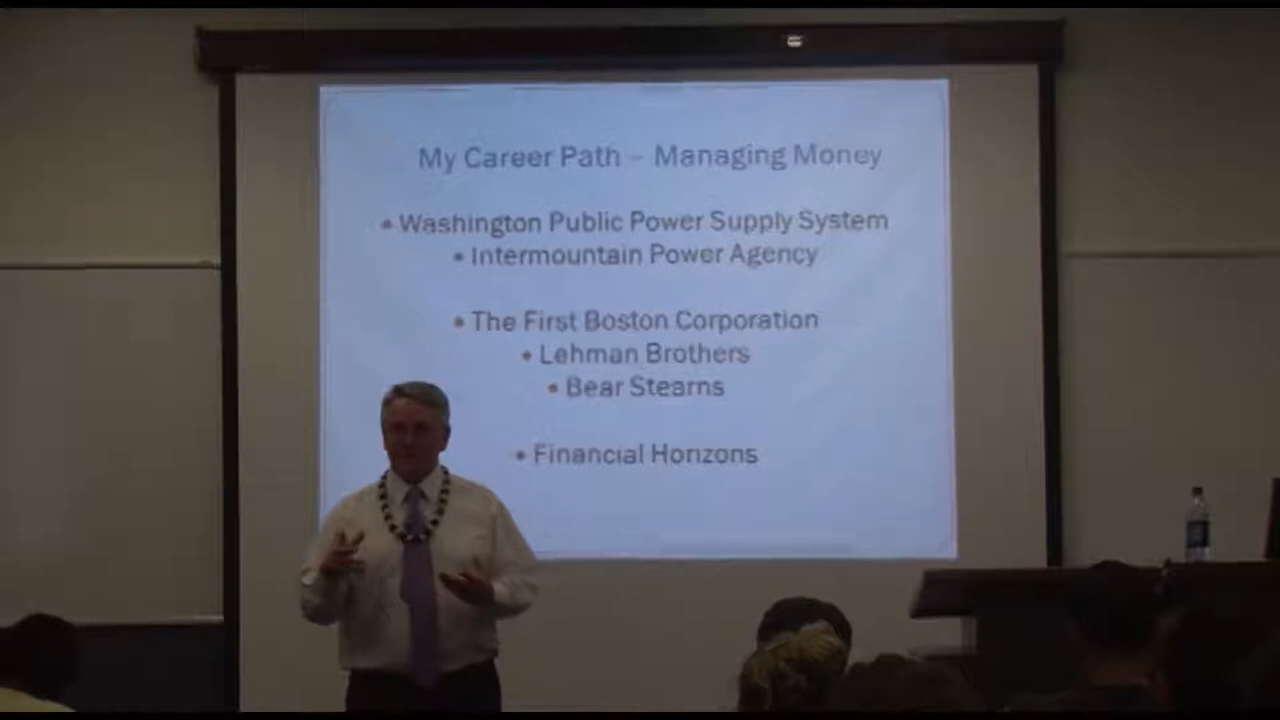 My Career Path – Managing Money
• Washington Public Power Supply System
• Intermountain Power Agency
• The First Boston Corporation
• Lehman Brothers
• Bear Stearns
• Financial Horizons